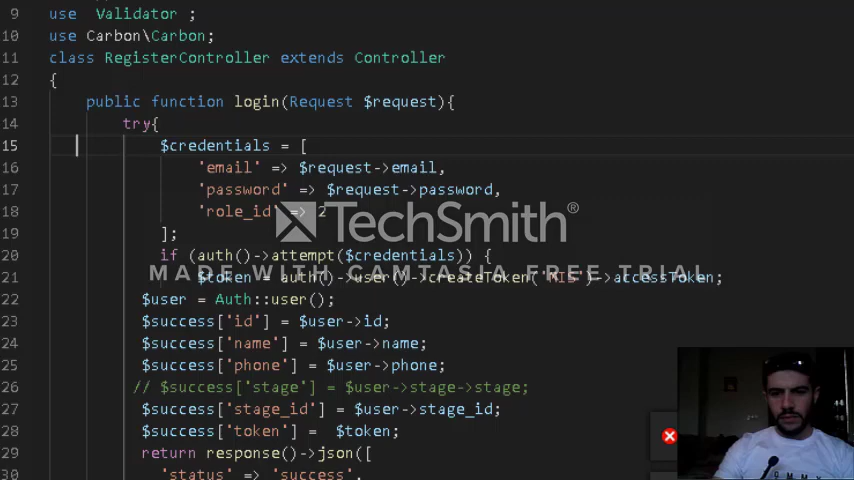 9 use Validator ;
10 use Carbon\Carbon;
11 class RegisterController extends Controller
12 {
13 public function login(Request $request){
14 try{
15 $credentials = [
16 'email' => $request->email,
17 'password' => $request->password,
18 'role_id' => 2
19 ];
20 if (auth()->attempt($credentials)) {
21 $token = auth()->user()->createToken('MIS')->accessToken;
22 $user = Auth::user();
23 $success['id'] = $user->id;
24 $success['name'] = $user->name;
25 $success['phone'] = $user->phone;
26 // $success['stage'] = $user->stage->stage;
27 $success['stage_id'] = $user->stage_id;
28 $success['token'] = $token;
29 return response()->json([
30 'status' => 'success',
TechSmith®
MADE WITH CAMTASIA FREE TRIAL